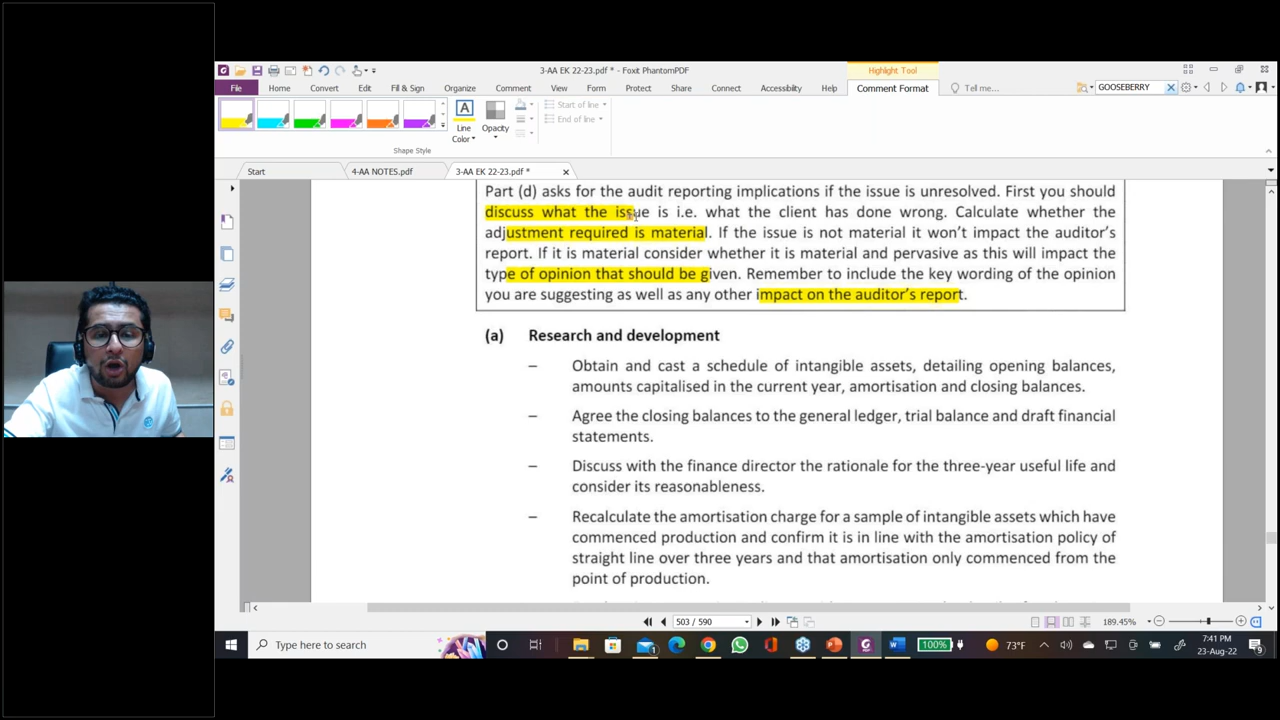 3-AA EK 22-23.pdf * - Foxit PhantomPDF
Highlight Tool
File Home Convert Edit Fill & Sign Organize Comment View Form Protect Share Connect Accessibility Help Comment Format Tell me... GOOSEBERRY
Line Color
Opacity
Start of line
End of line
Shape Style
Start 4-AA NOTES.pdf 3-AA EK 22-23.pdf *
Part (d) asks for the audit reporting implications if the issue is unresolved. First you should
discuss what the issue is i.e. what the client has done wrong. Calculate whether the
adjustment required is material. If the issue is not material it won't impact the auditor's
report. If it is material consider whether it is material and pervasive as this will impact the
type of opinion that should be given. Remember to include the key wording of the opinion
you are suggesting as well as any other impact on the auditor's report.
(a) Research and development
– Obtain and cast a schedule of intangible assets, detailing opening balances,
amounts capitalised in the current year, amortisation and closing balances.
– Agree the closing balances to the general ledger, trial balance and draft financial
statements.
– Discuss with the finance director the rationale for the three-year useful life and
consider its reasonableness.
– Recalculate the amortisation charge for a sample of intangible assets which have
commenced production and confirm it is in line with the amortisation policy of
straight line over three years and that amortisation only commenced from the
point of production.
503 / 590
189.45%
Type here to search
100%
73°F
7:41 PM
23-Aug-22